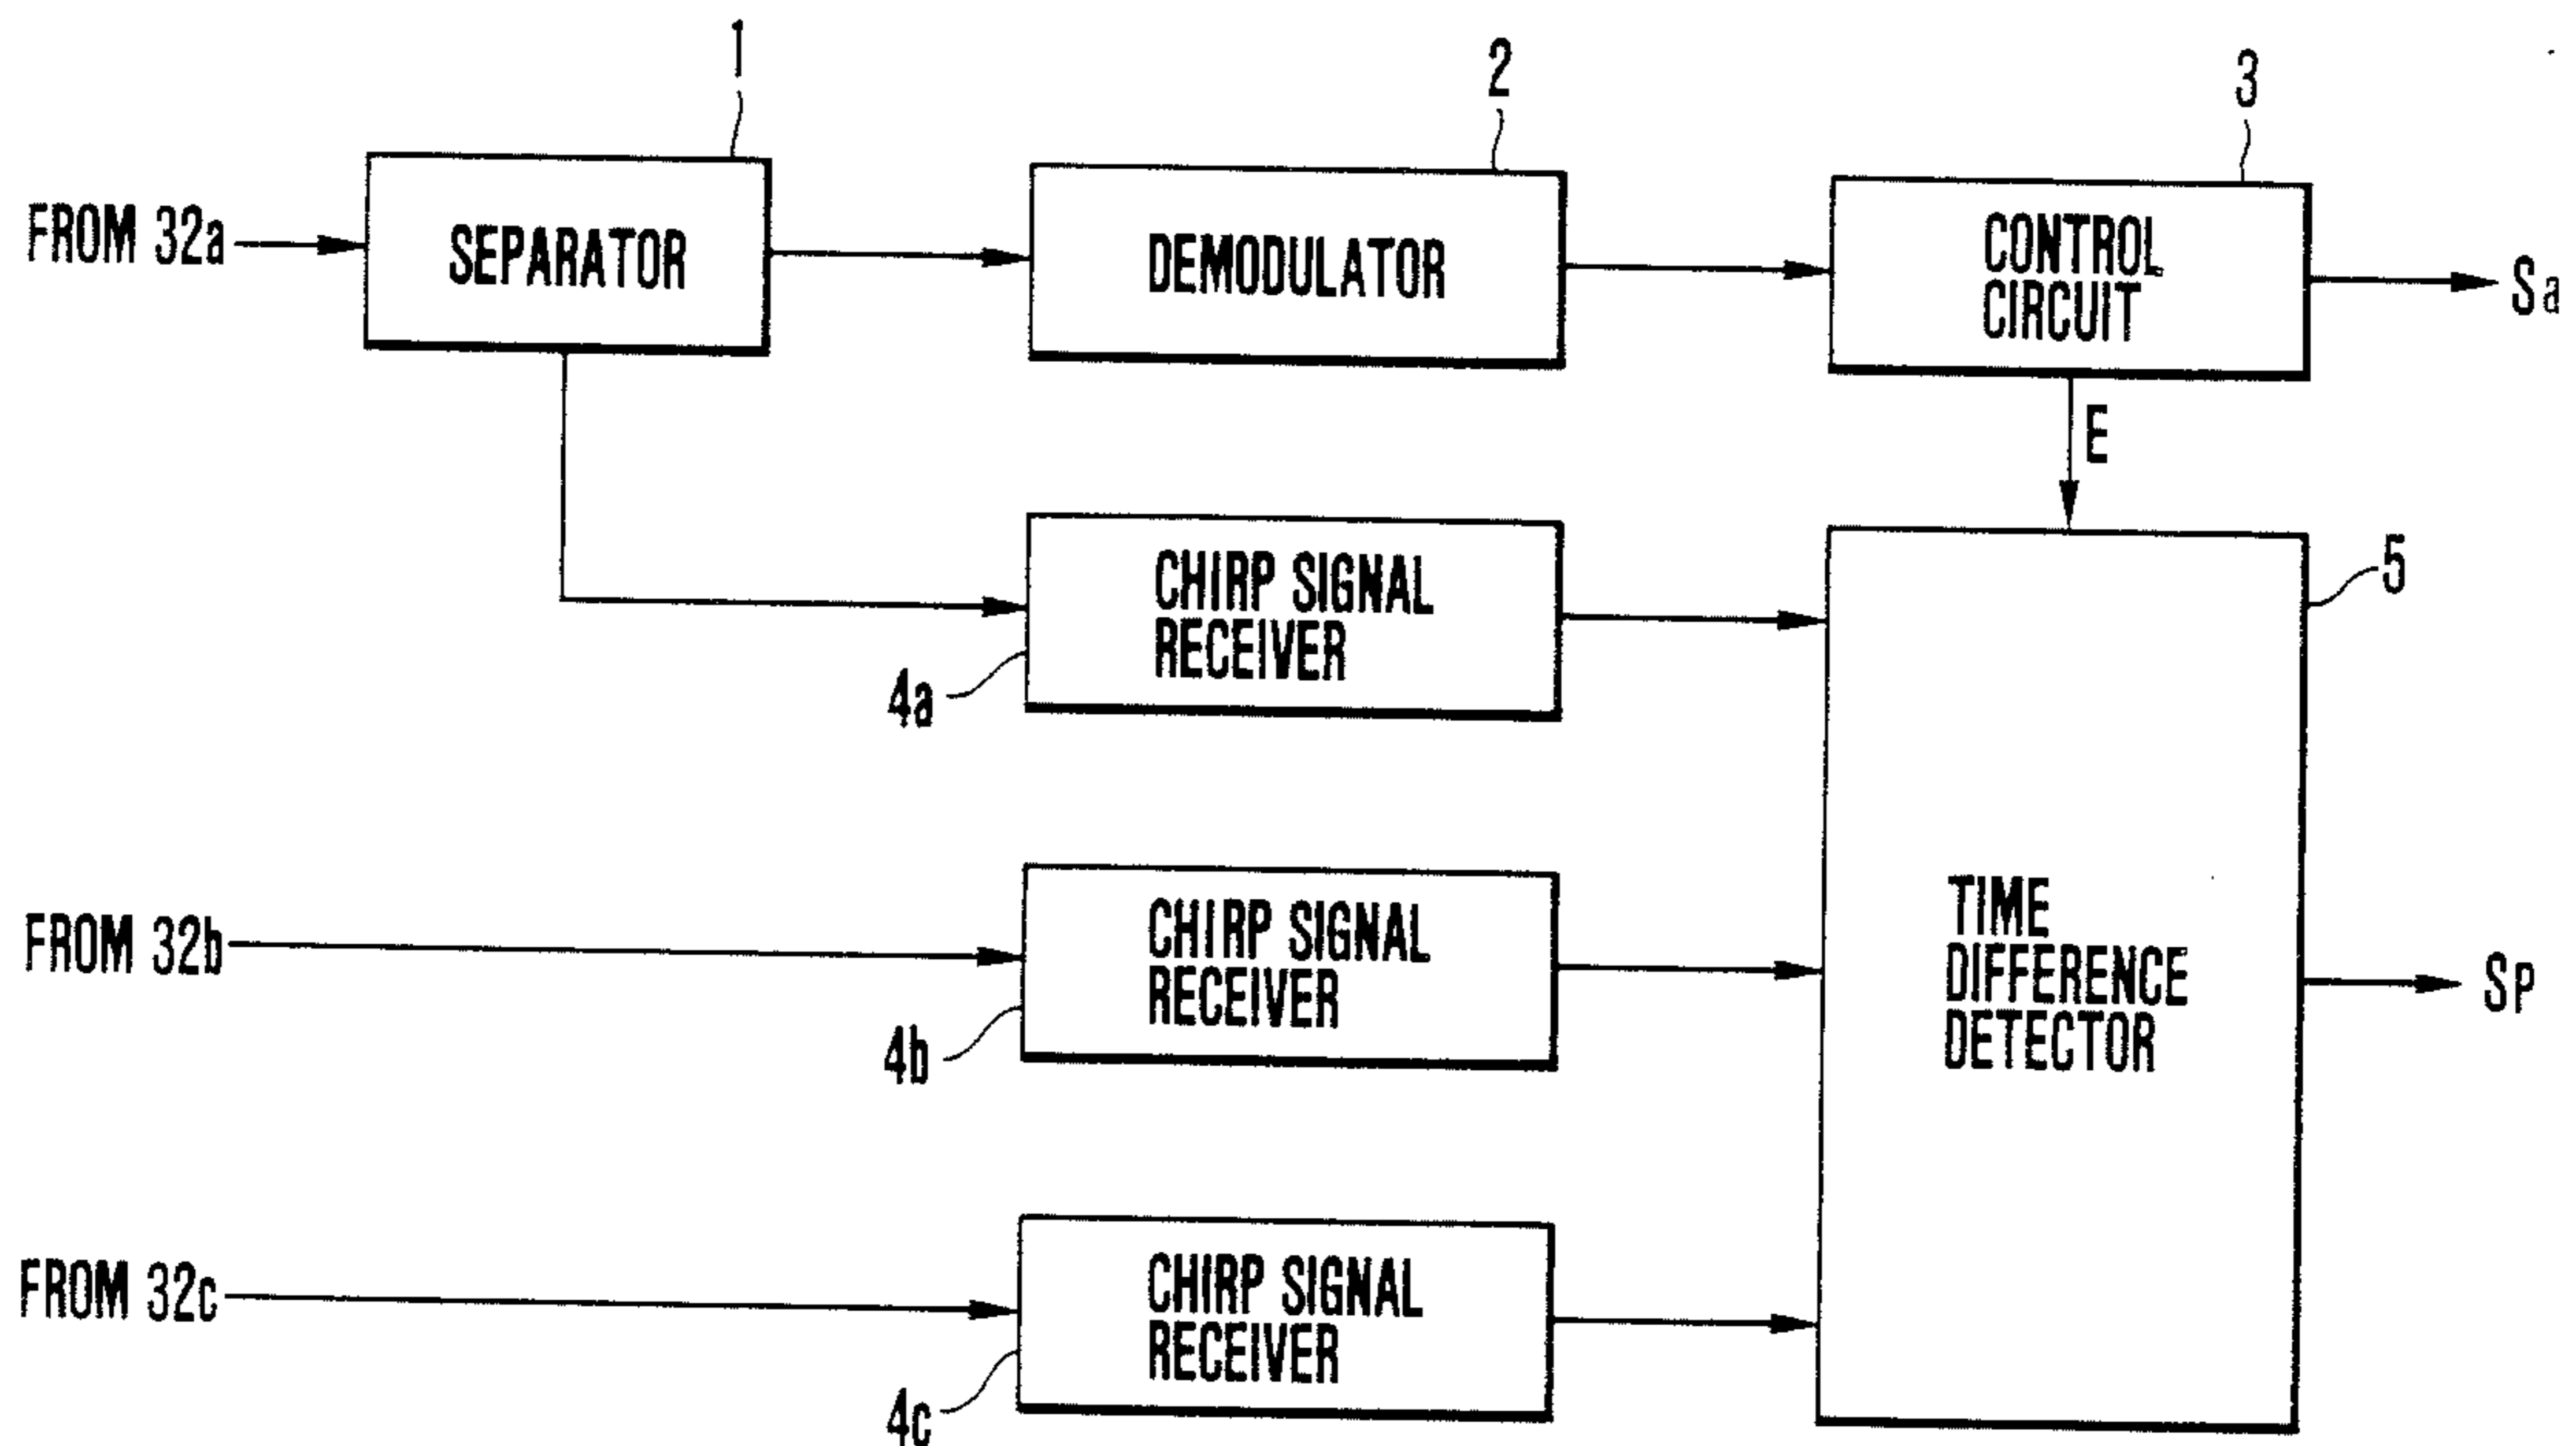 1
2
3
FROM 32a
SEPARATOR
DEMODULATOR
CONTROL
CIRCUIT
Sa
E
CHIRP SIGNAL
RECEIVER
4a
5
FROM 32b
CHIRP SIGNAL
RECEIVER
4b
TIME
DIFFERENCE
DETECTOR
SP
FROM 32c
CHIRP SIGNAL
RECEIVER
4c